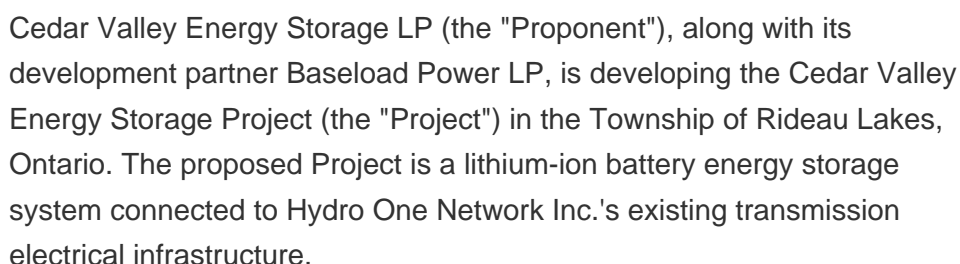 Cedar Valley Energy Storage LP (the "Proponent"), along with its
development partner Baseload Power LP, is developing the Cedar Valley
Energy Storage Project (the "Project") in the Township of Rideau Lakes,
Ontario. The proposed Project is a lithium-ion battery energy storage
system connected to Hydro One Network Inc.'s existing transmission
electrical infrastructure.